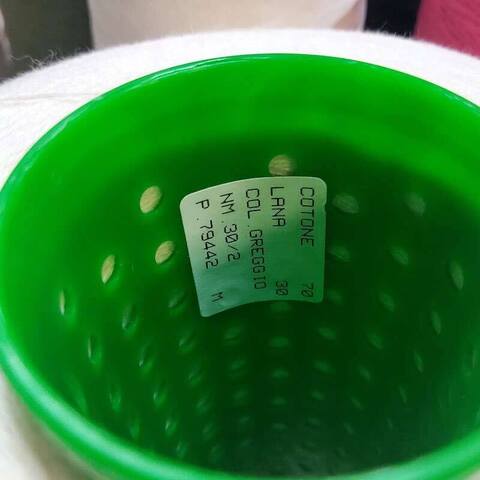 COTONE 70
LANA 30
COL.GREGGIO
NM.30/2
P.79442 M